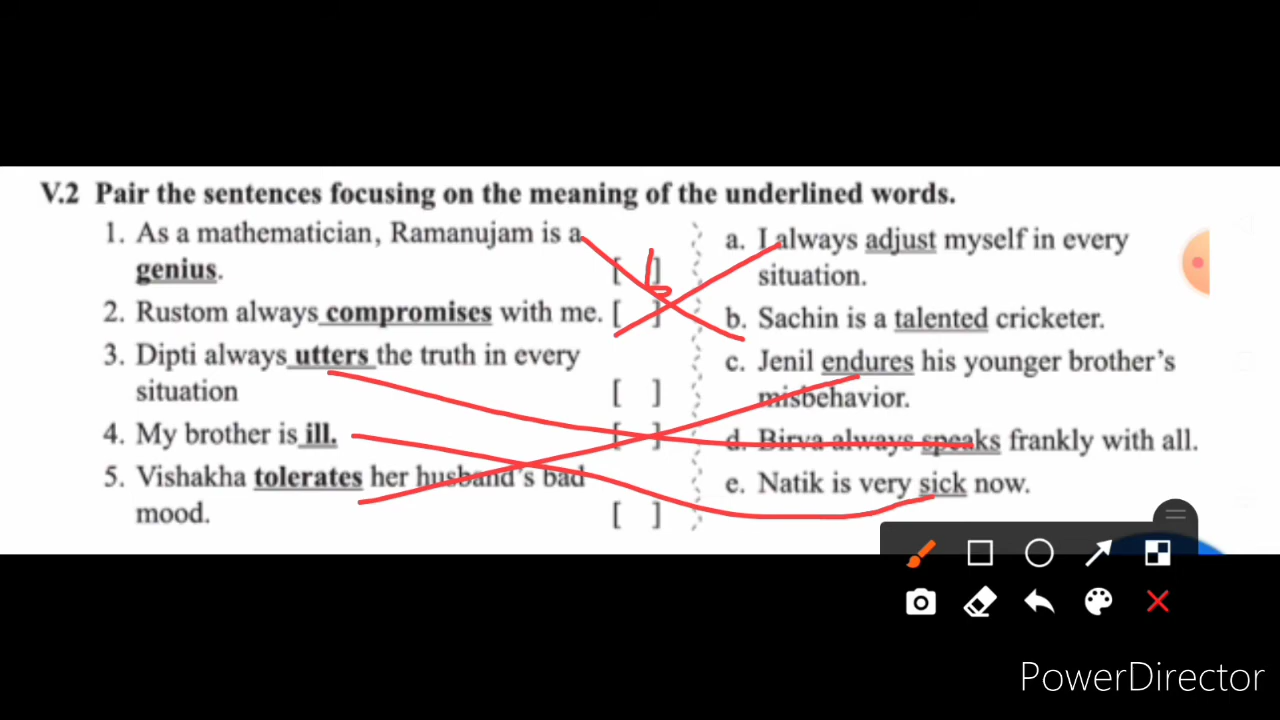 V.2 Pair the sentences focusing on the meaning of the underlined words.
1. As a mathematician, Ramanujam is a
genius. [ b ]
2. Rustom always compromises with me. [ ]
3. Dipti always utters the truth in every
situation [ ]
4. My brother is ill. [ ]
5. Vishakha tolerates her husband's bad
mood. [ ]
a. I always adjust myself in every
situation.
b. Sachin is a talented cricketer.
c. Jenil endures his younger brother's
misbehavior.
d. Birva always speaks frankly with all.
e. Natik is very sick now.
PowerDirector